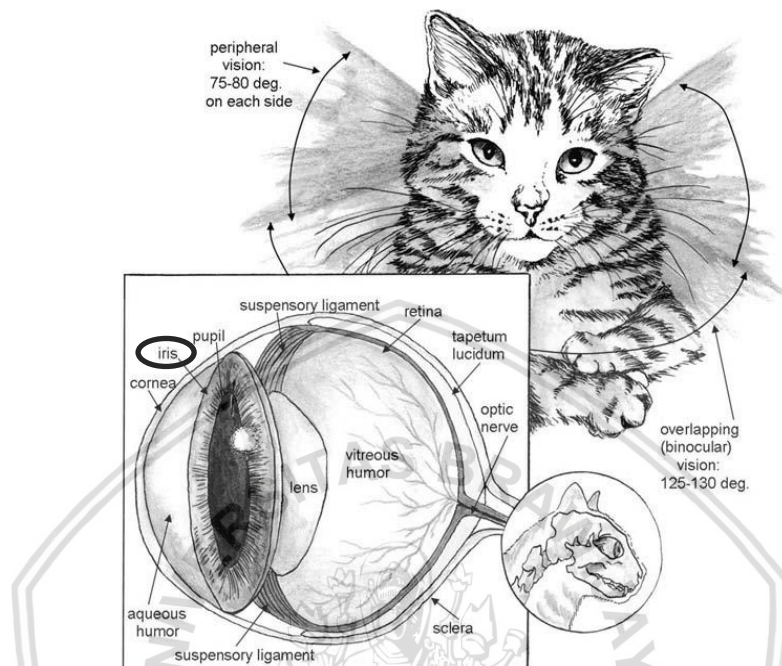 peripheral
vision:
75-80 deg.
on each side
suspensory ligament
retina
pupil
tapetum
lucidum
iris
cornea
optic
nerve
vitreous
humor
lens
overlapping
(binocular)
vision:
125-130 deg.
aqueous
humor
sclera
suspensory ligament